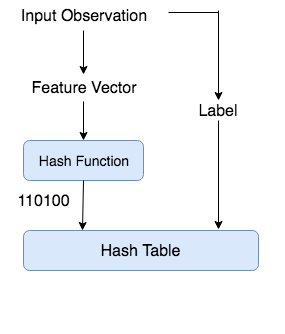 Input Observation
Feature Vector
Label
Hash Function
110100
Hash Table